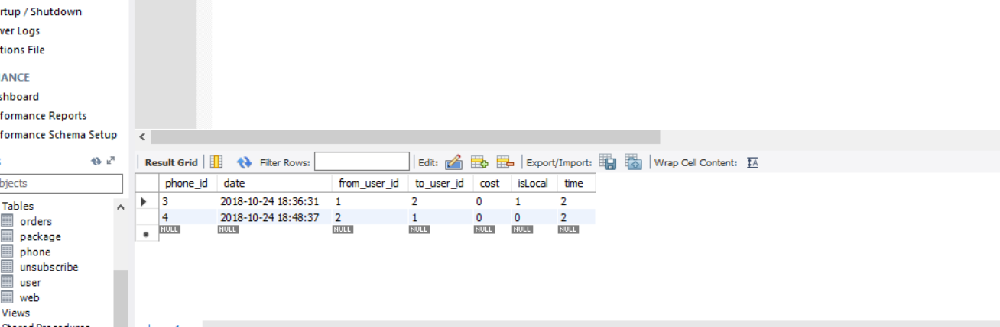 rtup / Shutdown
ver Logs
tions File
ANCE
shboard
formance Reports
formance Schema Setup
Result Grid Filter Rows: Edit: Export/Import: Wrap Cell Content: IA
bjects
phone_id date from_user_id to_user_id cost isLocal time
3 2018-10-24 18:36:31 1 2 0 1 2
4 2018-10-24 18:48:37 2 1 0 0 2
NULL NULL NULL NULL NULL NULL NULL
Tables
orders
package
phone
unsubscribe
user
web
Views